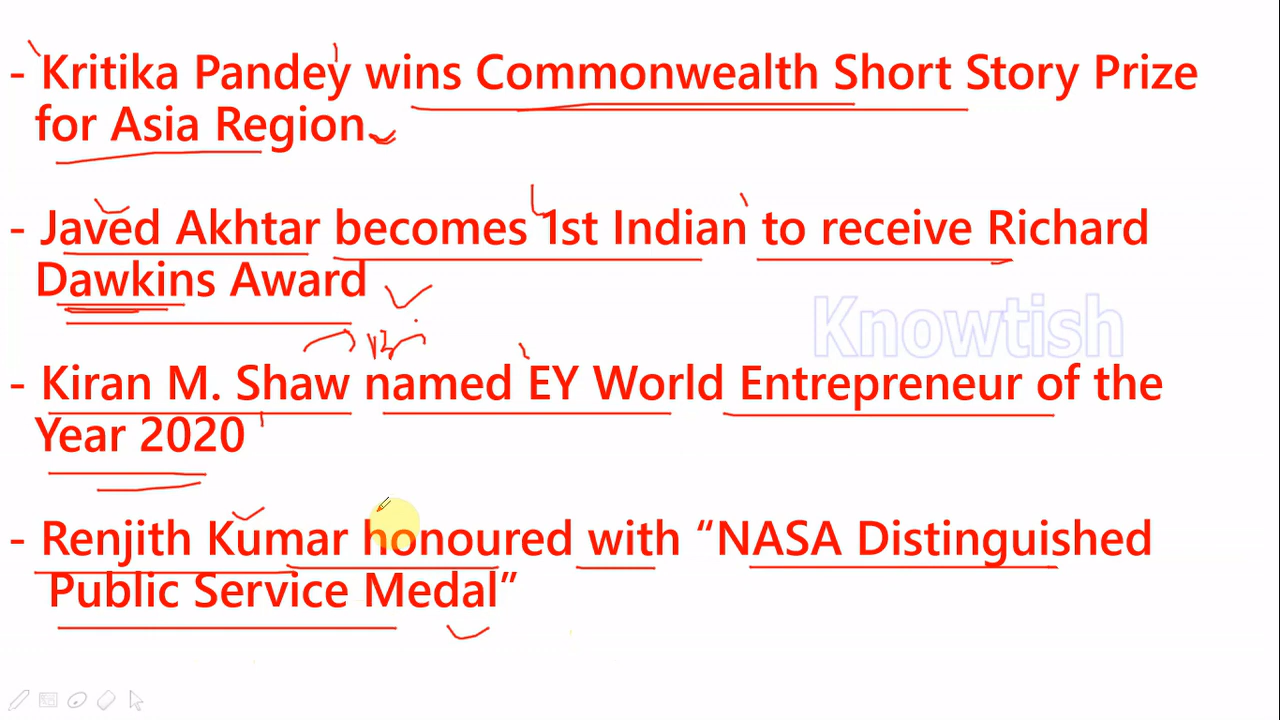 - Kritika Pandey wins Commonwealth Short Story Prize
for Asia Region
- Javed Akhtar becomes 1st Indian to receive Richard
Dawkins Award
Knowtish
- Kiran M. Shaw named EY World Entrepreneur of the
Year 2020
- Renjith Kumar honoured with “NASA Distinguished
Public Service Medal”